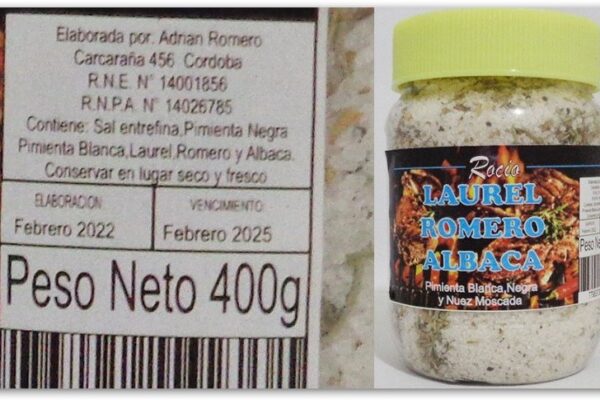 Elaborada por: Adrian Romero
Carcaraña 456 Cordoba
R.N.E. N° 14001856
R.N.P.A. N° 14026785
Contiene: Sal entrefina,Pimienta Negra
Pimienta Blanca,Laurel,Romero y Albaca.
Conservar en lugar seco y fresco
ELABORACION
Febrero 2022
VENCIMIENTO:
Febrero 2025
Peso Neto 400g
Rocio
LAUREL
ROMERO
ALBACA
Pimienta Blanca,Negra
y Nuez Moscada
Peso Ne